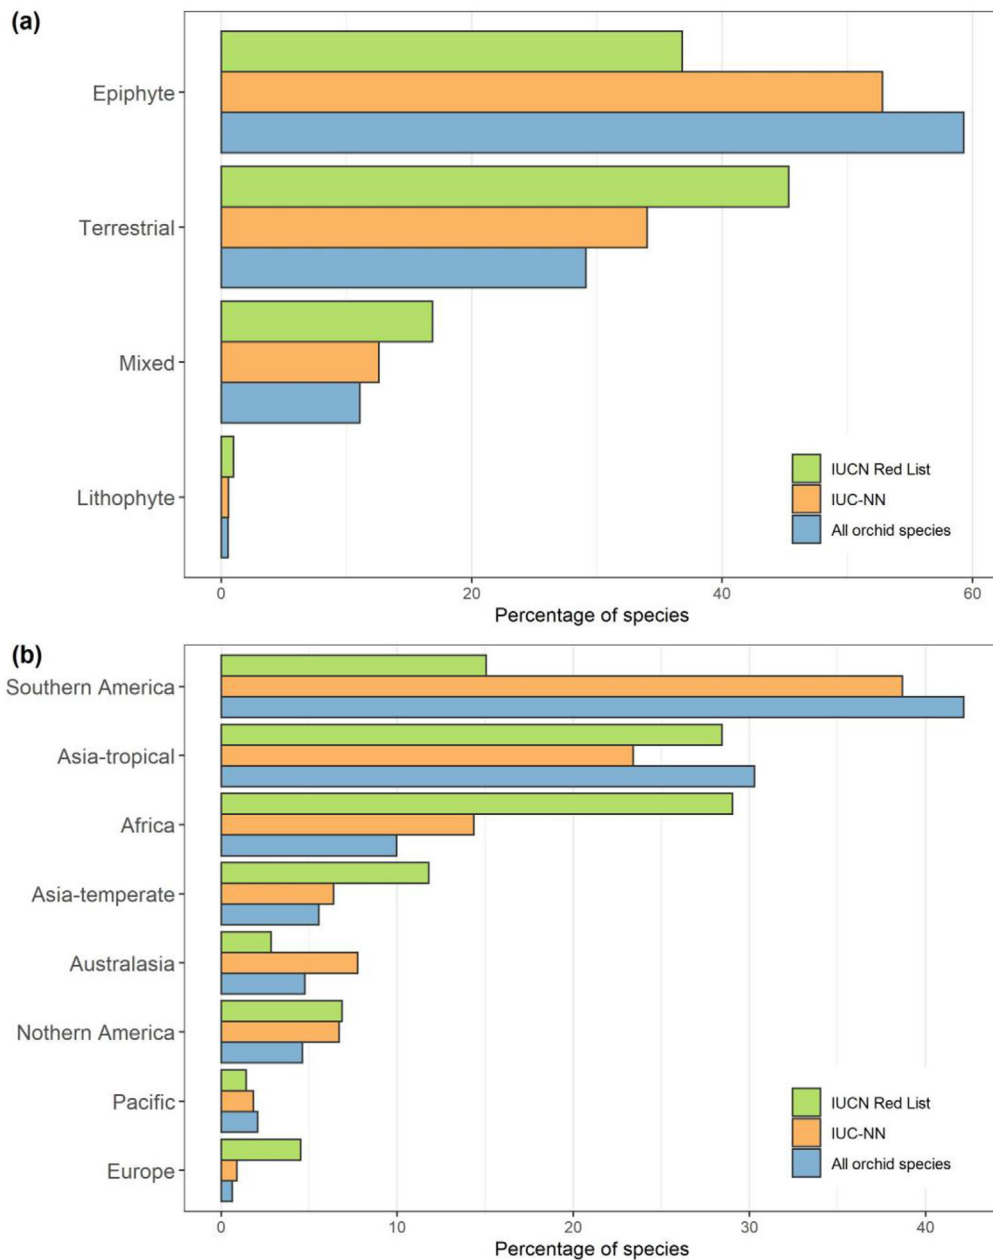 (a)
Epiphyte
Terrestrial
Mixed
Lithophyte
IUCN Red List
IUC-NN
All orchid species
0 20 40 60
Percentage of species
(b)
Southern America
Asia-tropical
Africa
Asia-temperate
Australasia
Nothern America
Pacific
Europe
IUCN Red List
IUC-NN
All orchid species
0 10 20 30 40
Percentage of species